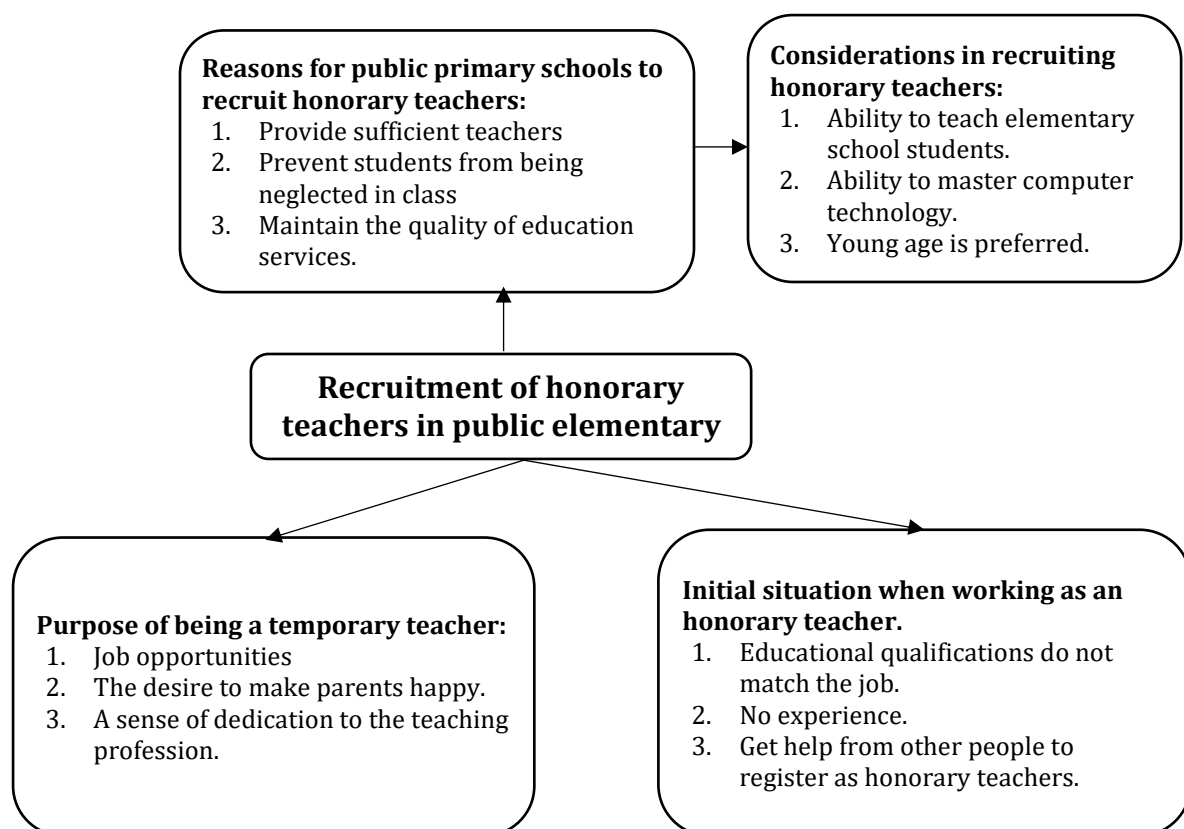 Reasons for public primary schools to
recruit honorary teachers:
1. Provide sufficient teachers
2. Prevent students from being
neglected in class
3. Maintain the quality of education
services.
Considerations in recruiting
honorary teachers:
1. Ability to teach elementary
school students.
2. Ability to master computer
technology.
3. Young age is preferred.
Recruitment of honorary
teachers in public elementary
Purpose of being a temporary teacher:
1. Job opportunities
2. The desire to make parents happy.
3. A sense of dedication to the teaching
profession.
Initial situation when working as an
honorary teacher.
1. Educational qualifications do not
match the job.
2. No experience.
3. Get help from other people to
register as honorary teachers.